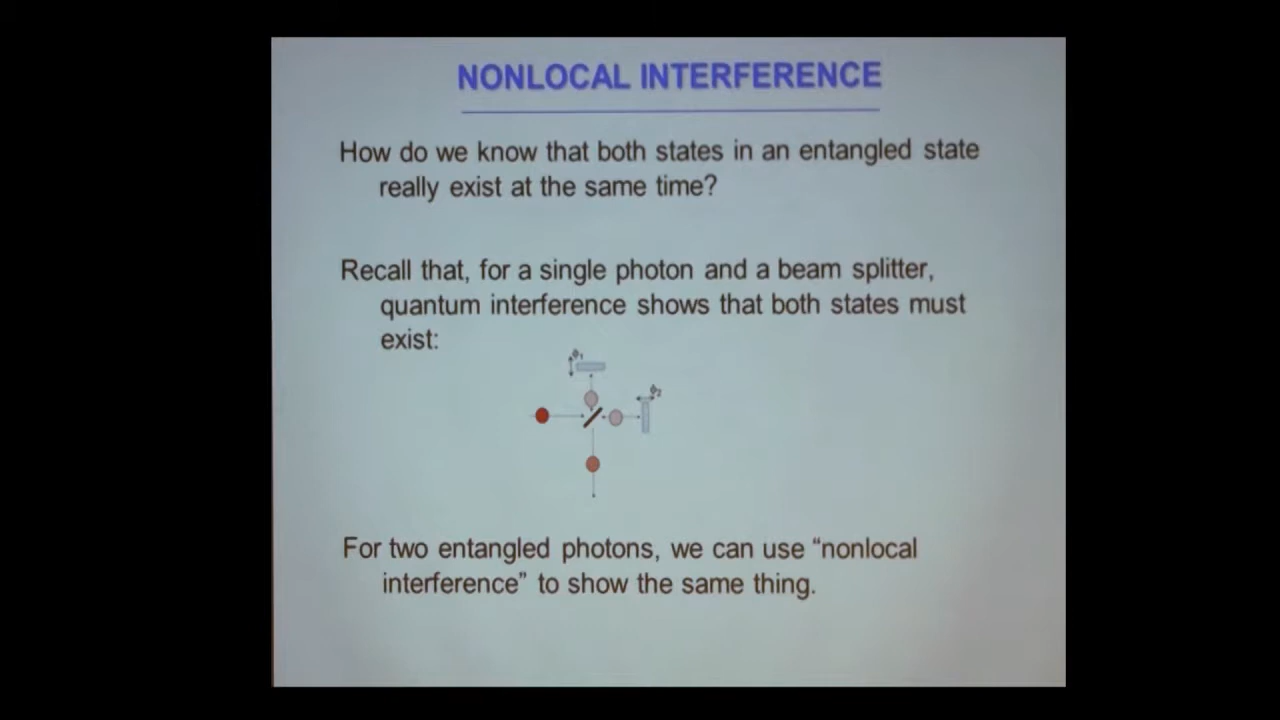 NONLOCAL INTERFERENCE
How do we know that both states in an entangled state
really exist at the same time?
Recall that, for a single photon and a beam splitter,
quantum interference shows that both states must
exist:
ϕ₁
ϕ₂
For two entangled photons, we can use “nonlocal
interference” to show the same thing.